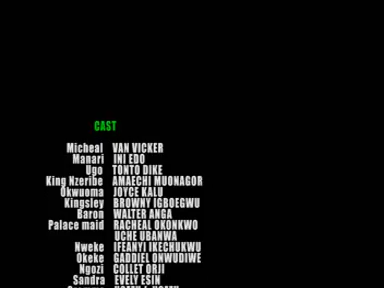 CAST
Micheal VAN VICKER
Manari INI EDO
Ugo TONTO DIKE
King Nzeribe AMAECHI MUONAGOR
Okwuoma JOYCE KALU
Kingsley BROWNY IGBOEGWU
Baron WALTER ANGA
Palace maid RACHEAL OKONKWO
UCHE UBANWA
Nweke IFEANYI IKECHUKWU
Okeke GADDIEL ONWUDIWE
Ngozi COLLET ORJI
Sandra EVELY ESIN